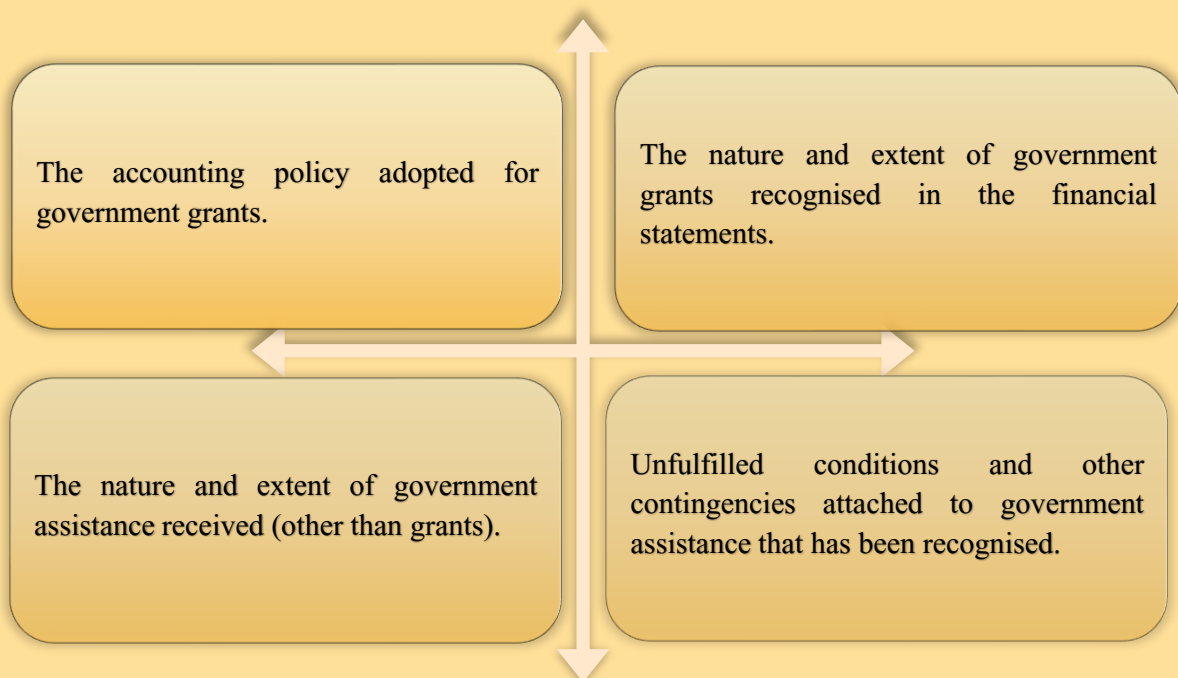 The accounting policy adopted for
government grants.
The nature and extent of government
grants recognised in the financial
statements.
The nature and extent of government
assistance received (other than grants).
Unfulfilled conditions and other
contingencies attached to government
assistance that has been recognised.